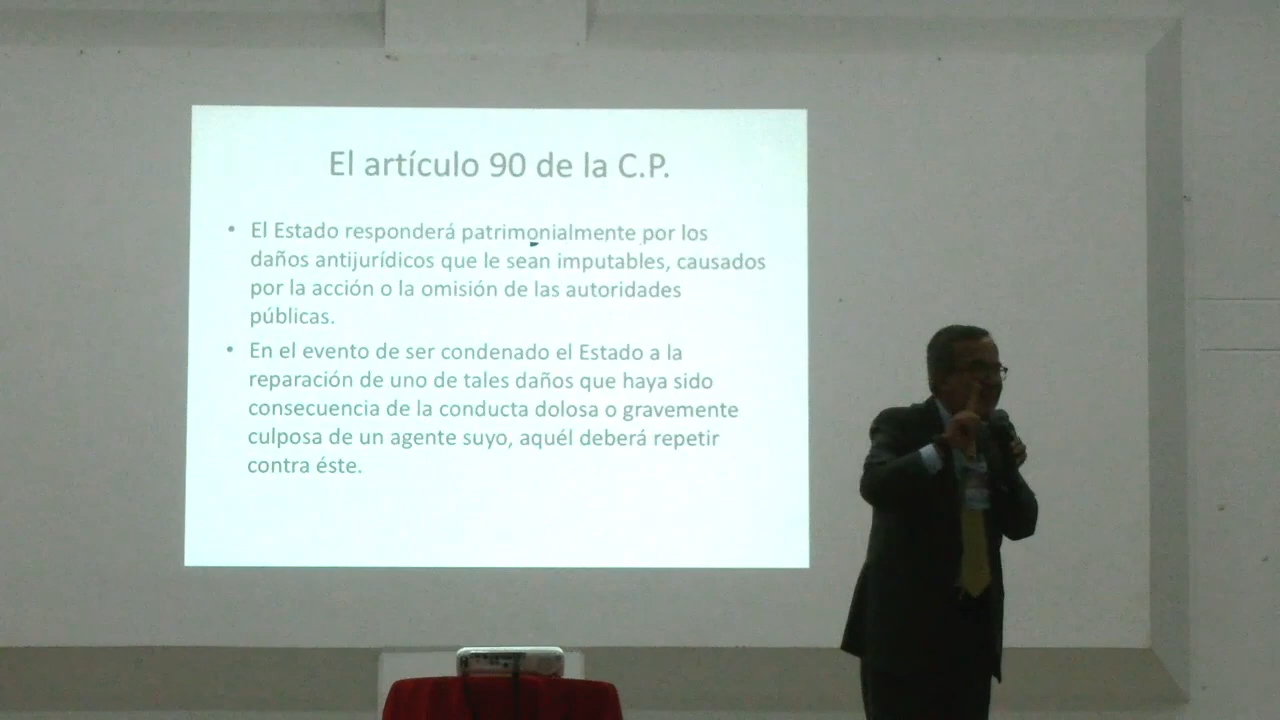 El artículo 90 de la C.P.
• El Estado responderá patrimonialmente por los
daños antijurídicos que le sean imputables, causados
por la acción o la omisión de las autoridades
públicas.
• En el evento de ser condenado el Estado a la
reparación de uno de tales daños que haya sido
consecuencia de la conducta dolosa o gravemente
culposa de un agente suyo, aquél deberá repetir
contra éste.